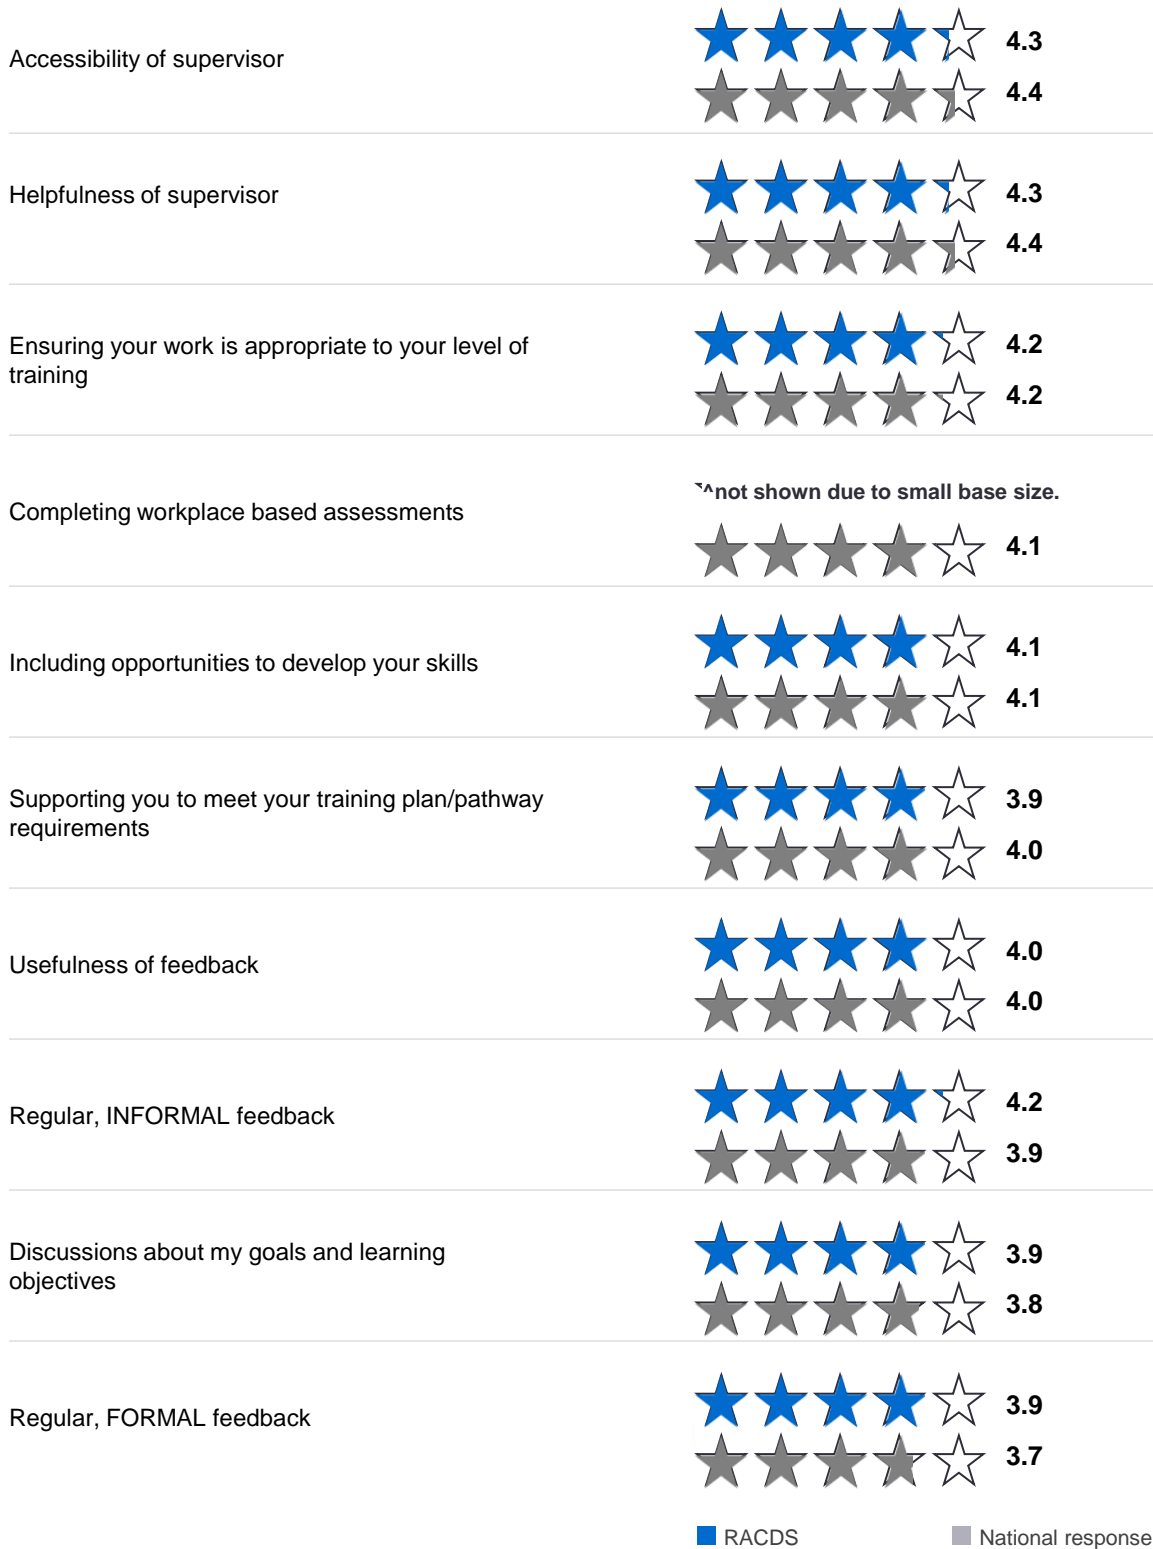 Accessibility of supervisor
4.3
4.4
Helpfulness of supervisor
4.3
4.4
Ensuring your work is appropriate to your level of
training
4.2
4.2
Completing workplace based assessments
^not shown due to small base size.
4.1
Including opportunities to develop your skills
4.1
4.1
Supporting you to meet your training plan/pathway
requirements
3.9
4.0
Usefulness of feedback
4.0
4.0
Regular, INFORMAL feedback
4.2
3.9
Discussions about my goals and learning
objectives
3.9
3.8
Regular, FORMAL feedback
3.9
3.7
RACDS
National response